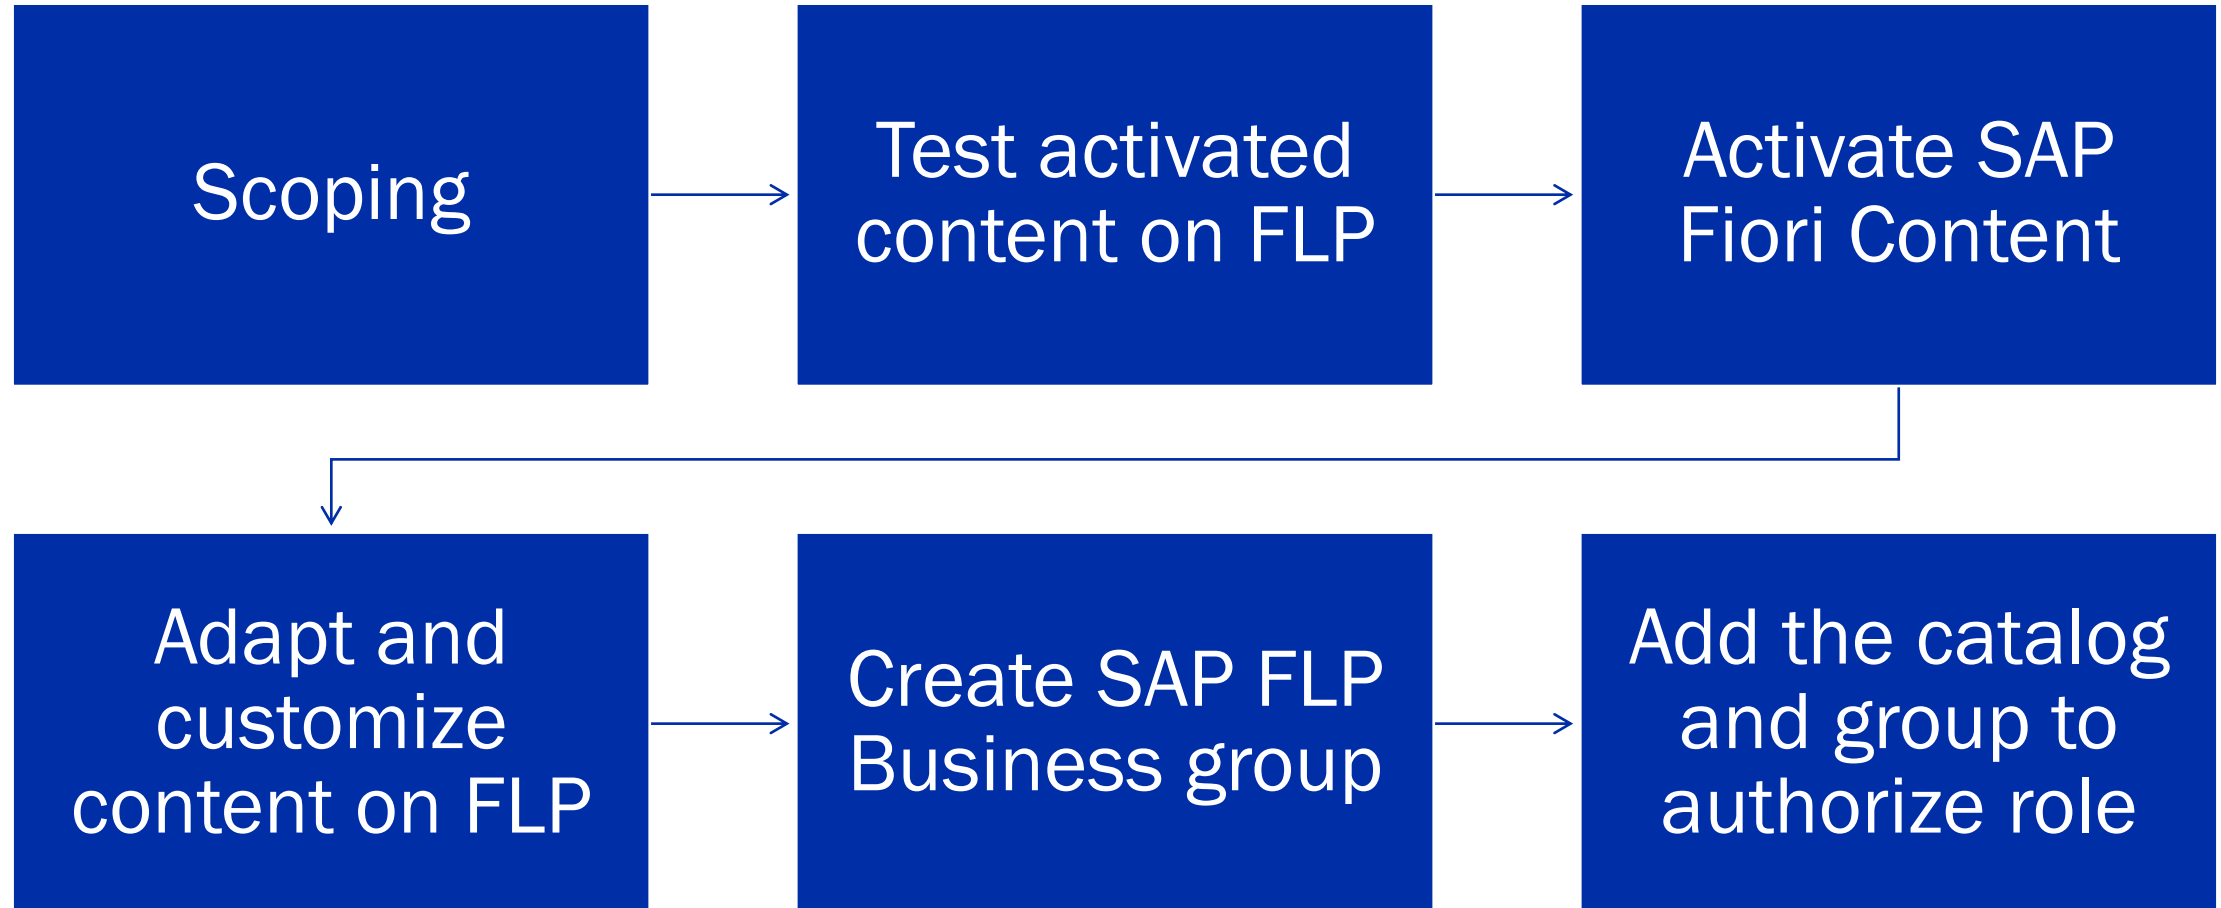 Scoping
Test activated
content on FLP
Activate SAP
Fiori Content
Adapt and
customize
content on FLP
Create SAP FLP
Business group
Add the catalog
and group to
authorize role